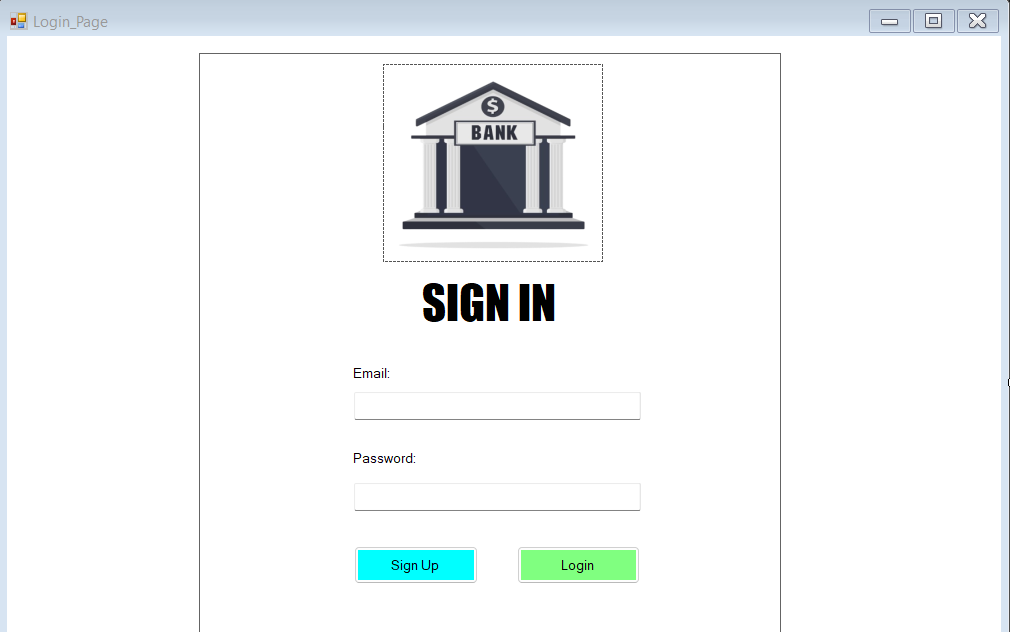 Login_Page
$
BANK
SIGN IN
Email:
Password:
Sign Up
Login